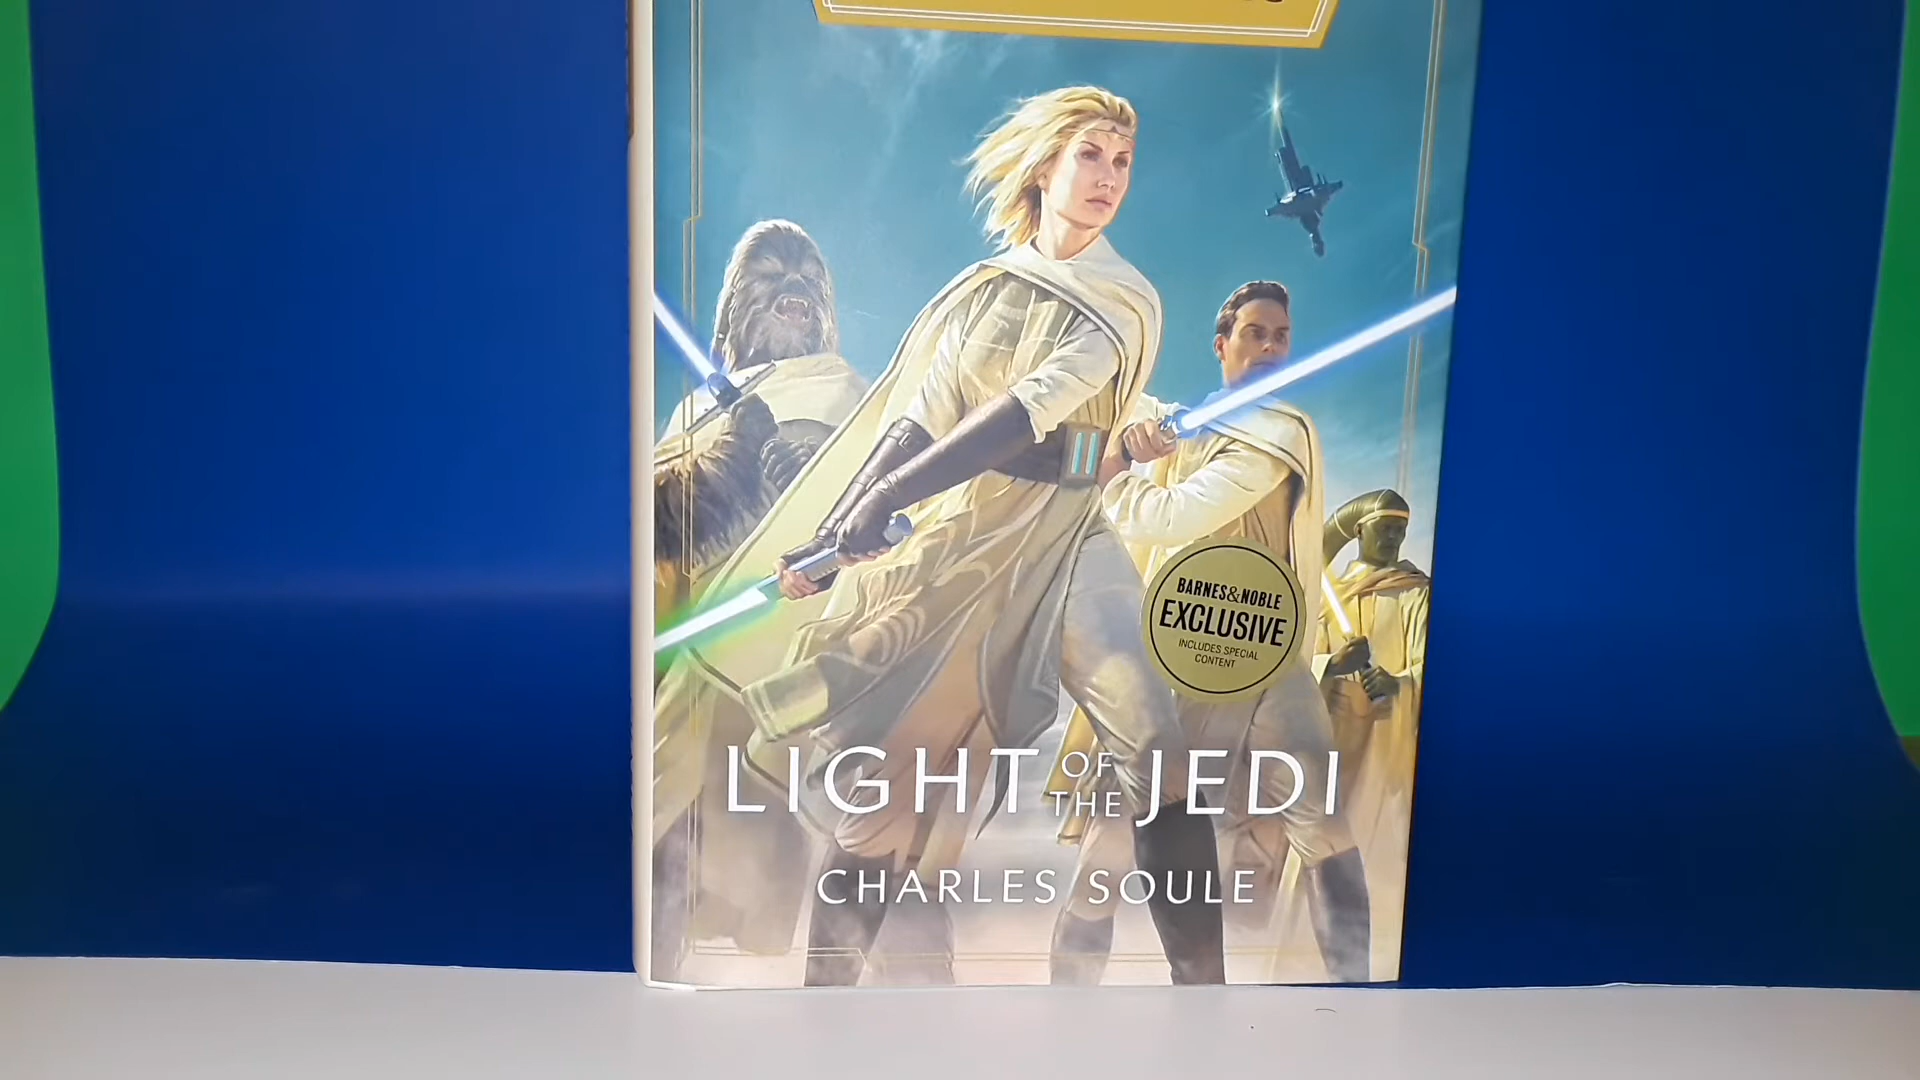 BARNES&NOBLE
EXCLUSIVE
INCLUDES SPECIAL
CONTENT
LIGHT OF THE JEDI
CHARLES SOULE